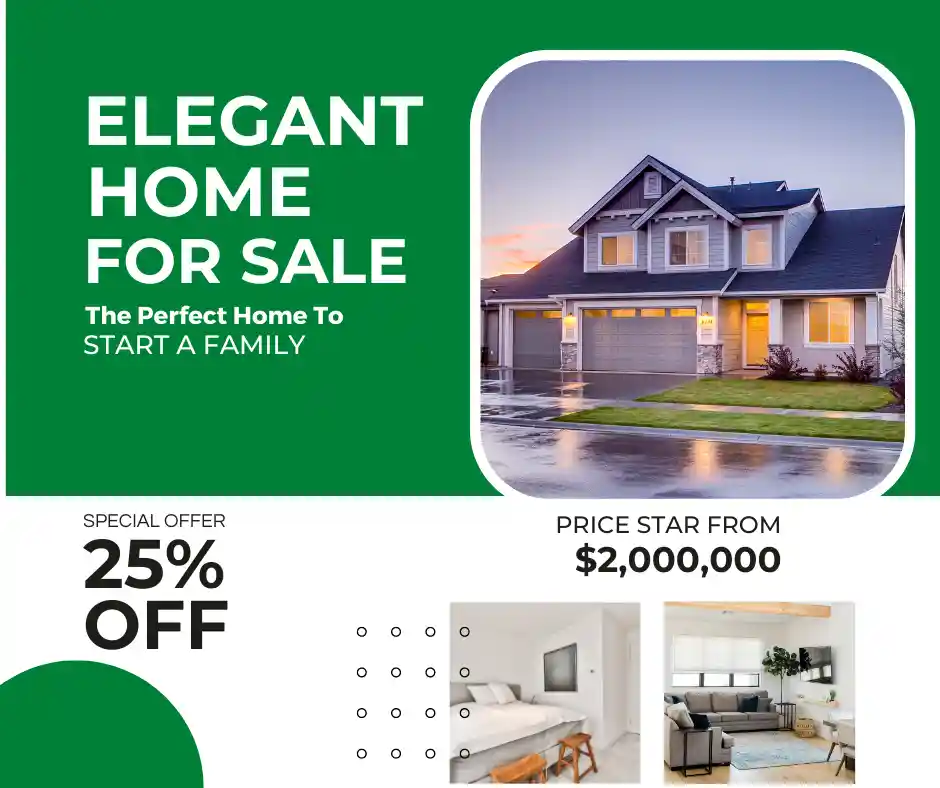 ELEGANT
HOME
FOR SALE
The Perfect Home To
START A FAMILY
SPECIAL OFFER
25%
OFF
PRICE STAR FROM
$2,000,000